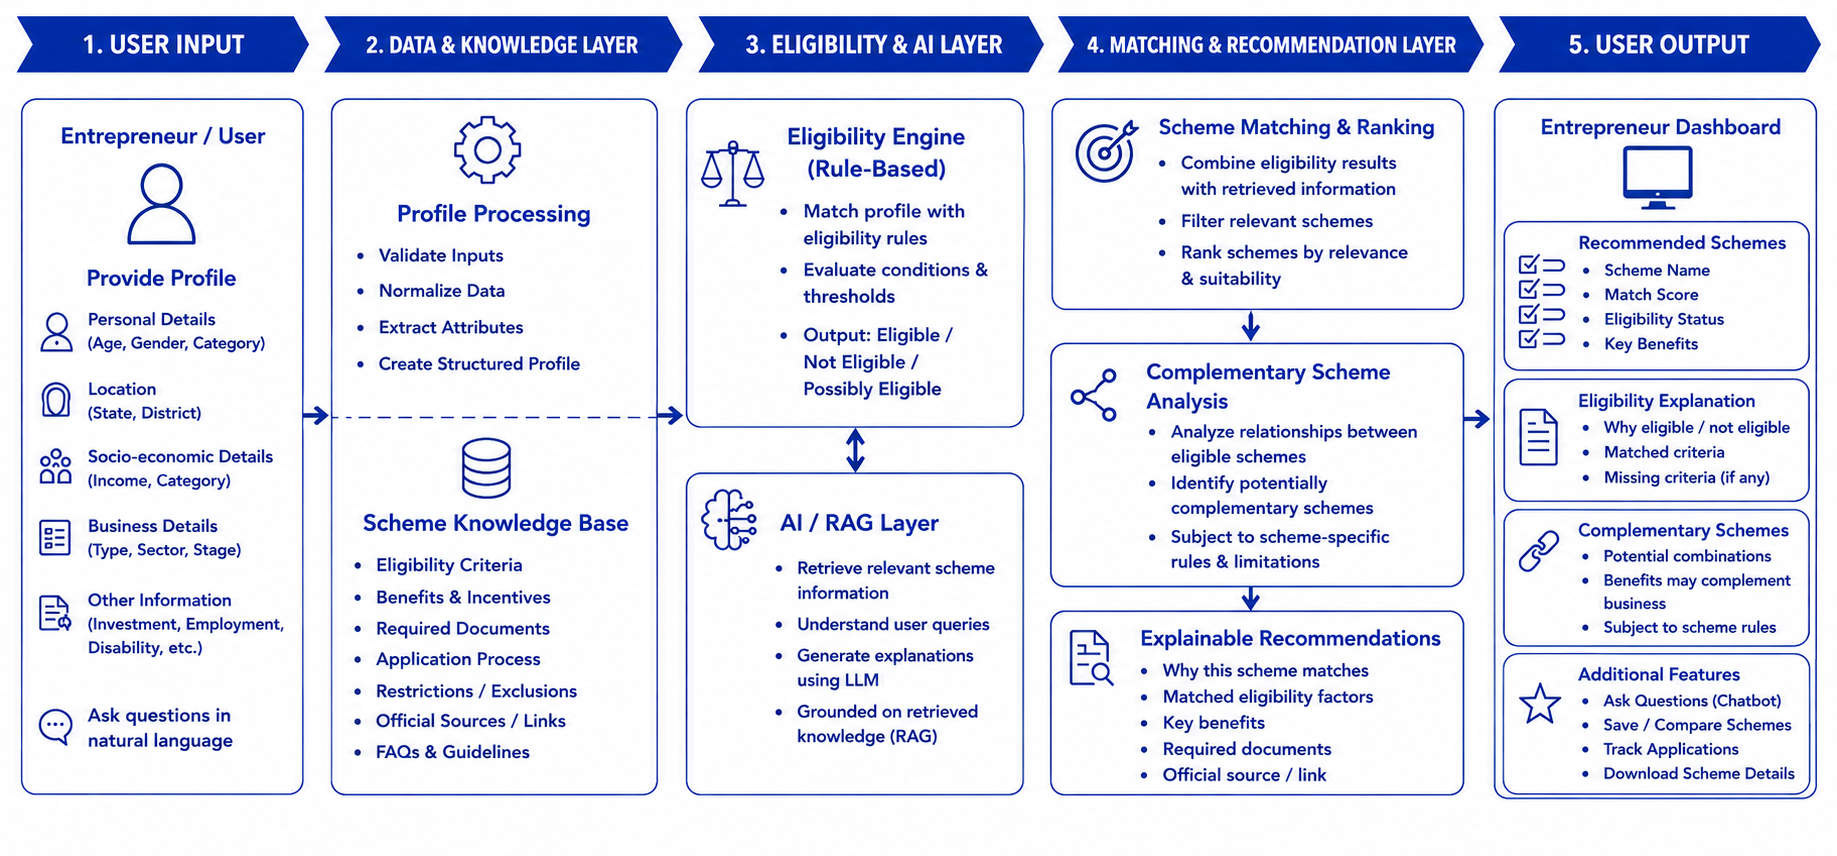 1. USER INPUT
2. DATA & KNOWLEDGE LAYER
3. ELIGIBILITY & AI LAYER
4. MATCHING & RECOMMENDATION LAYER
5. USER OUTPUT
Entrepreneur / User
Provide Profile
Personal Details
(Age, Gender, Category)
Location
(State, District)
Socio-economic Details
(Income, Category)
Business Details
(Type, Sector, Stage)
Other Information
(Investment, Employment,
Disability, etc.)
Ask questions in
natural language
Profile Processing
• Validate Inputs
• Normalize Data
• Extract Attributes
• Create Structured Profile
Scheme Knowledge Base
• Eligibility Criteria
• Benefits & Incentives
• Required Documents
• Application Process
• Restrictions / Exclusions
• Official Sources / Links
• FAQs & Guidelines
Eligibility Engine
(Rule-Based)
• Match profile with
eligibility rules
• Evaluate conditions &
thresholds
• Output: Eligible /
Not Eligible /
Possibly Eligible
AI / RAG Layer
• Retrieve relevant scheme
information
• Understand user queries
• Generate explanations
using LLM
• Grounded on retrieved
knowledge (RAG)
Scheme Matching & Ranking
• Combine eligibility results
with retrieved information
• Filter relevant schemes
• Rank schemes by relevance
& suitability
Complementary Scheme
Analysis
• Analyze relationships between
eligible schemes
• Identify potentially
complementary schemes
• Subject to scheme-specific
rules & limitations
Explainable Recommendations
• Why this scheme matches
• Matched eligibility factors
• Key benefits
• Required documents
• Official source / link
Entrepreneur Dashboard
Recommended Schemes
• Scheme Name
• Match Score
• Eligibility Status
• Key Benefits
Eligibility Explanation
• Why eligible / not eligible
• Matched criteria
• Missing criteria (if any)
Complementary Schemes
• Potential combinations
• Benefits may complement
business
• Subject to scheme rules
Additional Features
• Ask Questions (Chatbot)
• Save / Compare Schemes
• Track Applications
• Download Scheme Details